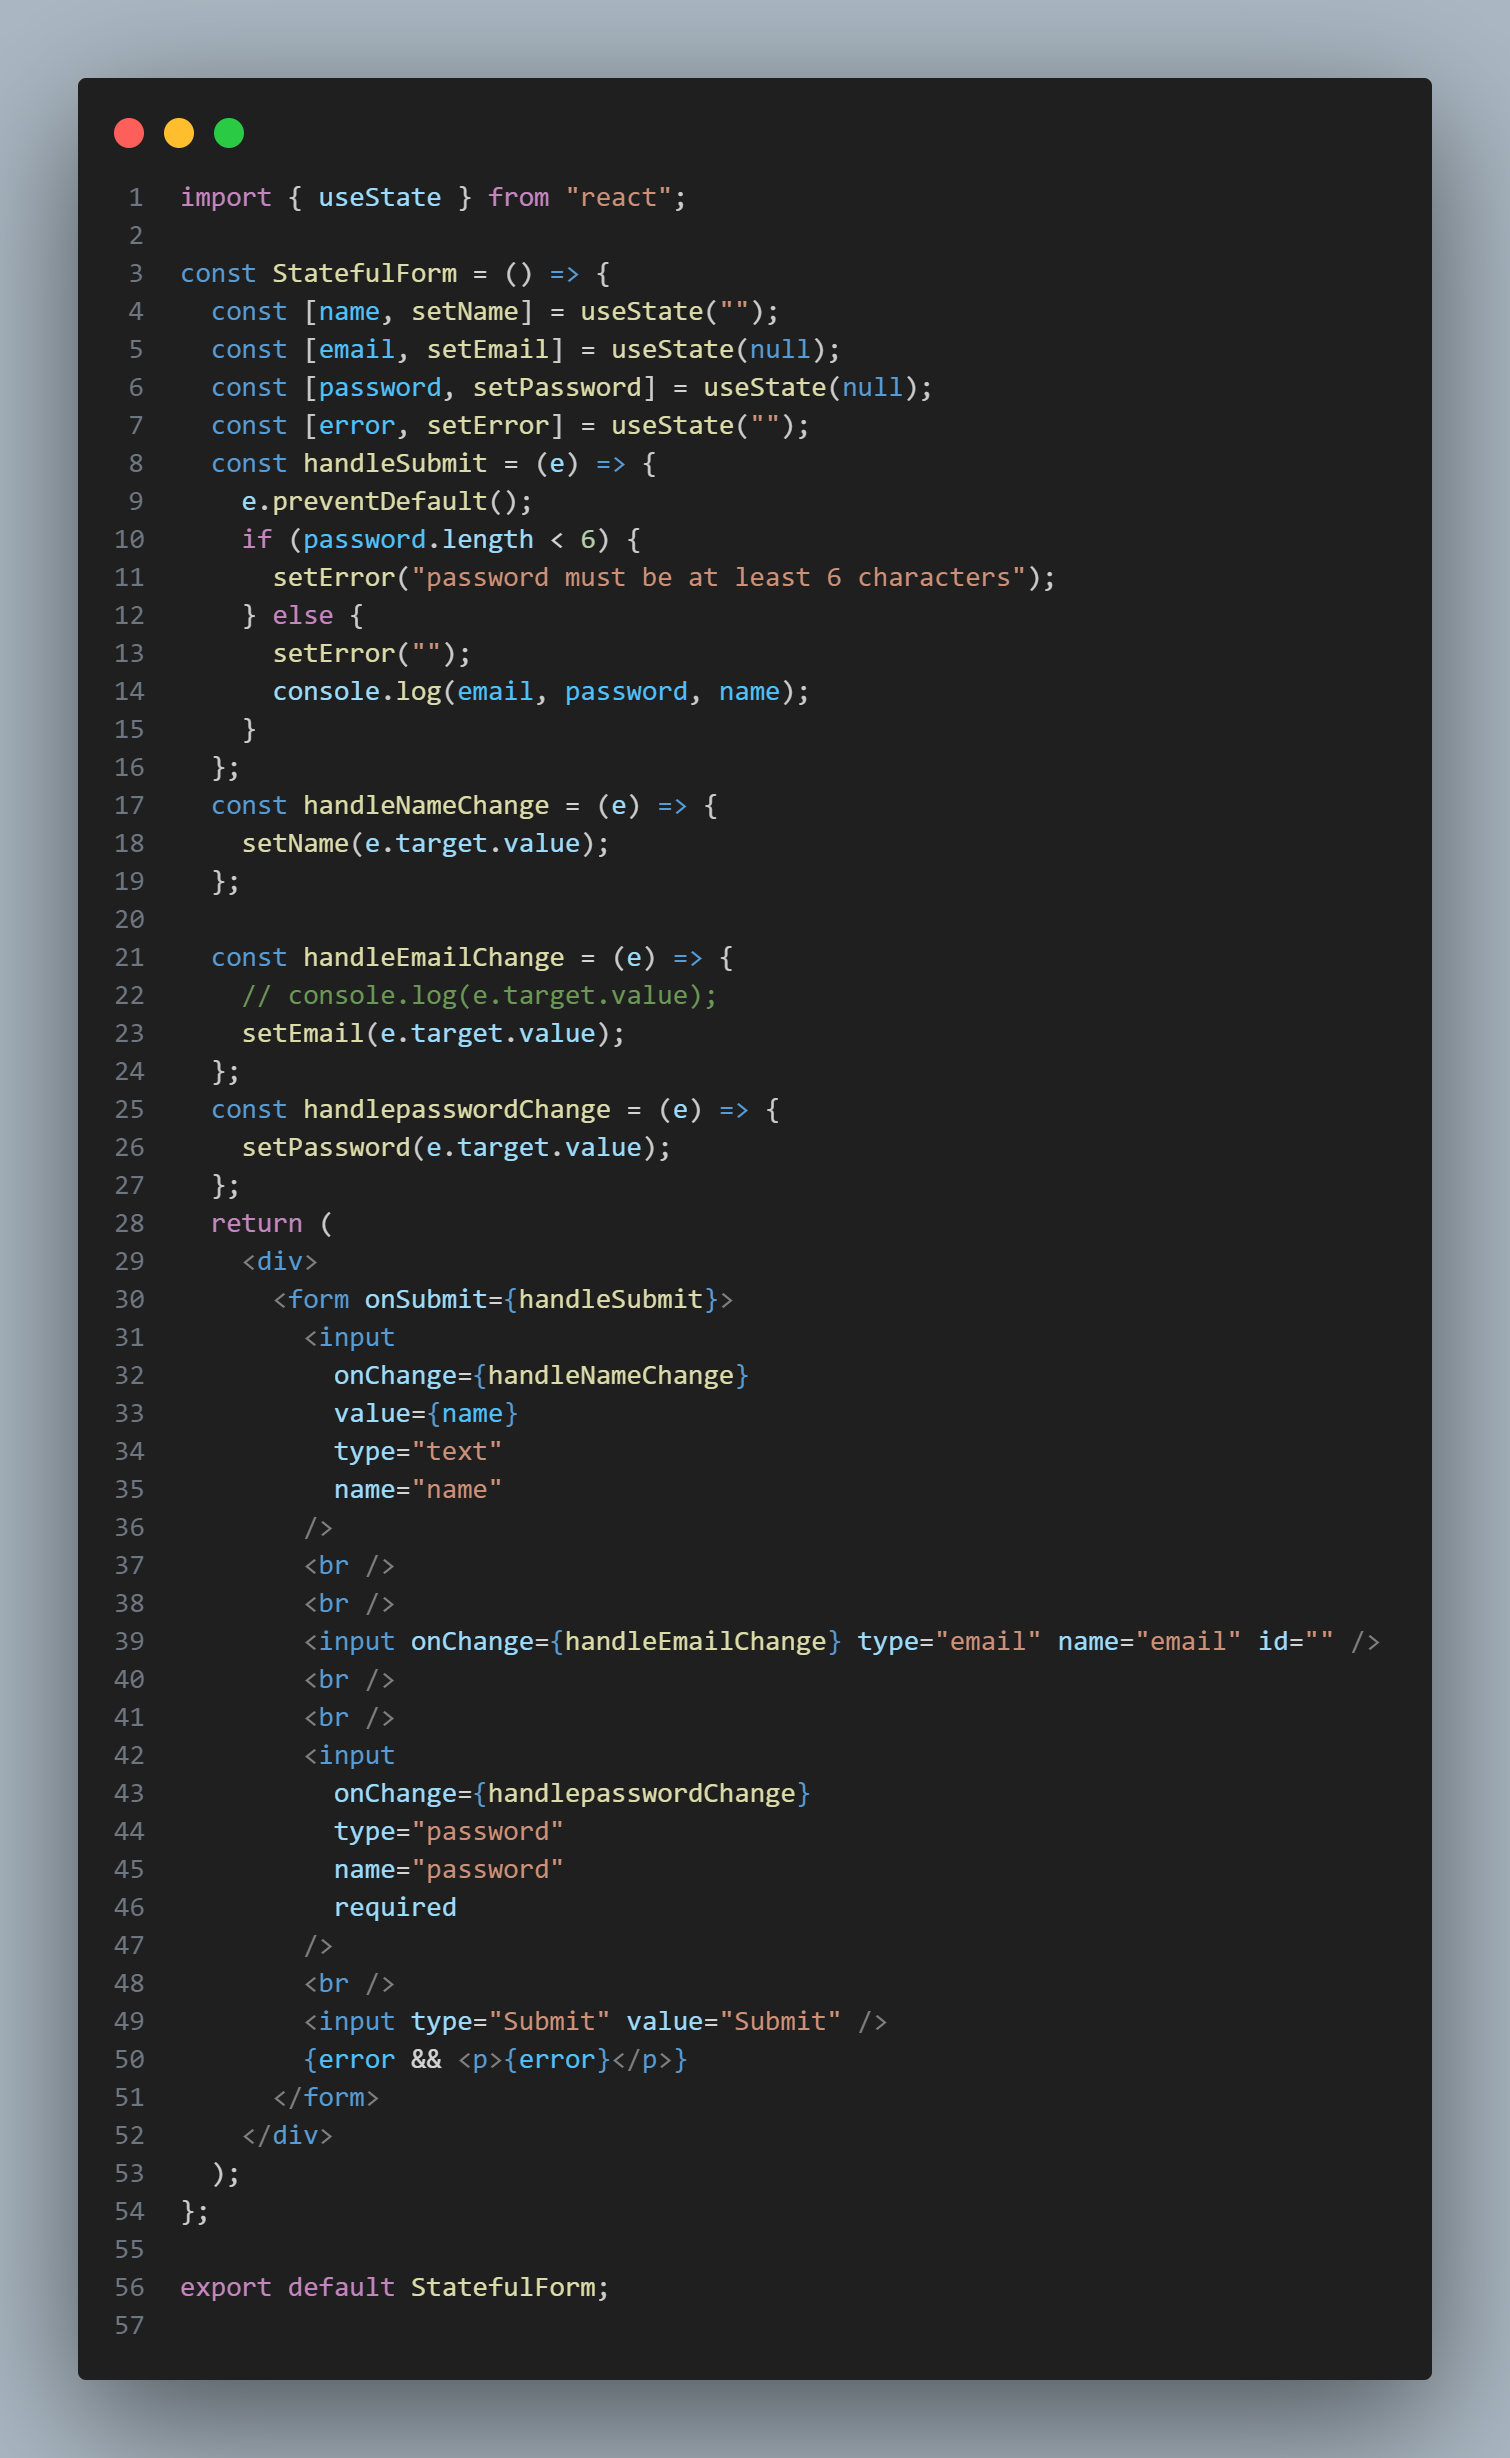 1 import { useState } from "react";
2
3 const StatefulForm = () => {
4   const [name, setName] = useState("");
5   const [email, setEmail] = useState(null);
6   const [password, setPassword] = useState(null);
7   const [error, setError] = useState("");
8   const handleSubmit = (e) => {
9     e.preventDefault();
10     if (password.length < 6) {
11       setError("password must be at least 6 characters");
12     } else {
13       setError("");
14       console.log(email, password, name);
15     }
16   };
17   const handleNameChange = (e) => {
18     setName(e.target.value);
19   };
20
21   const handleEmailChange = (e) => {
22     // console.log(e.target.value);
23     setEmail(e.target.value);
24   };
25   const handlepasswordChange = (e) => {
26     setPassword(e.target.value);
27   };
28   return (
29     <div>
30       <form onSubmit={handleSubmit}>
31         <input
32           onChange={handleNameChange}
33           value={name}
34           type="text"
35           name="name"
36         />
37         <br />
38         <br />
39         <input onChange={handleEmailChange} type="email" name="email" id="" />
40         <br />
41         <br />
42         <input
43           onChange={handlepasswordChange}
44           type="password"
45           name="password"
46           required
47         />
48         <br />
49         <input type="Submit" value="Submit" />
50         {error && <p>{error}</p>}
51       </form>
52     </div>
53   );
54 };
55
56 export default StatefulForm;
57